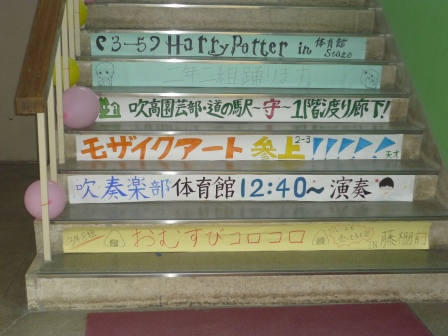 3-5 Harry Potter in 体育館 Stage
二年二組踊ります
吹高園芸部・道の駅〜守〜1階渡り廊下!
モザイクアート 参上 2-3 !!!!! 天才
吹奏楽部 体育館 12:40〜 演奏
おむすびコロコロ IN 藤棚前